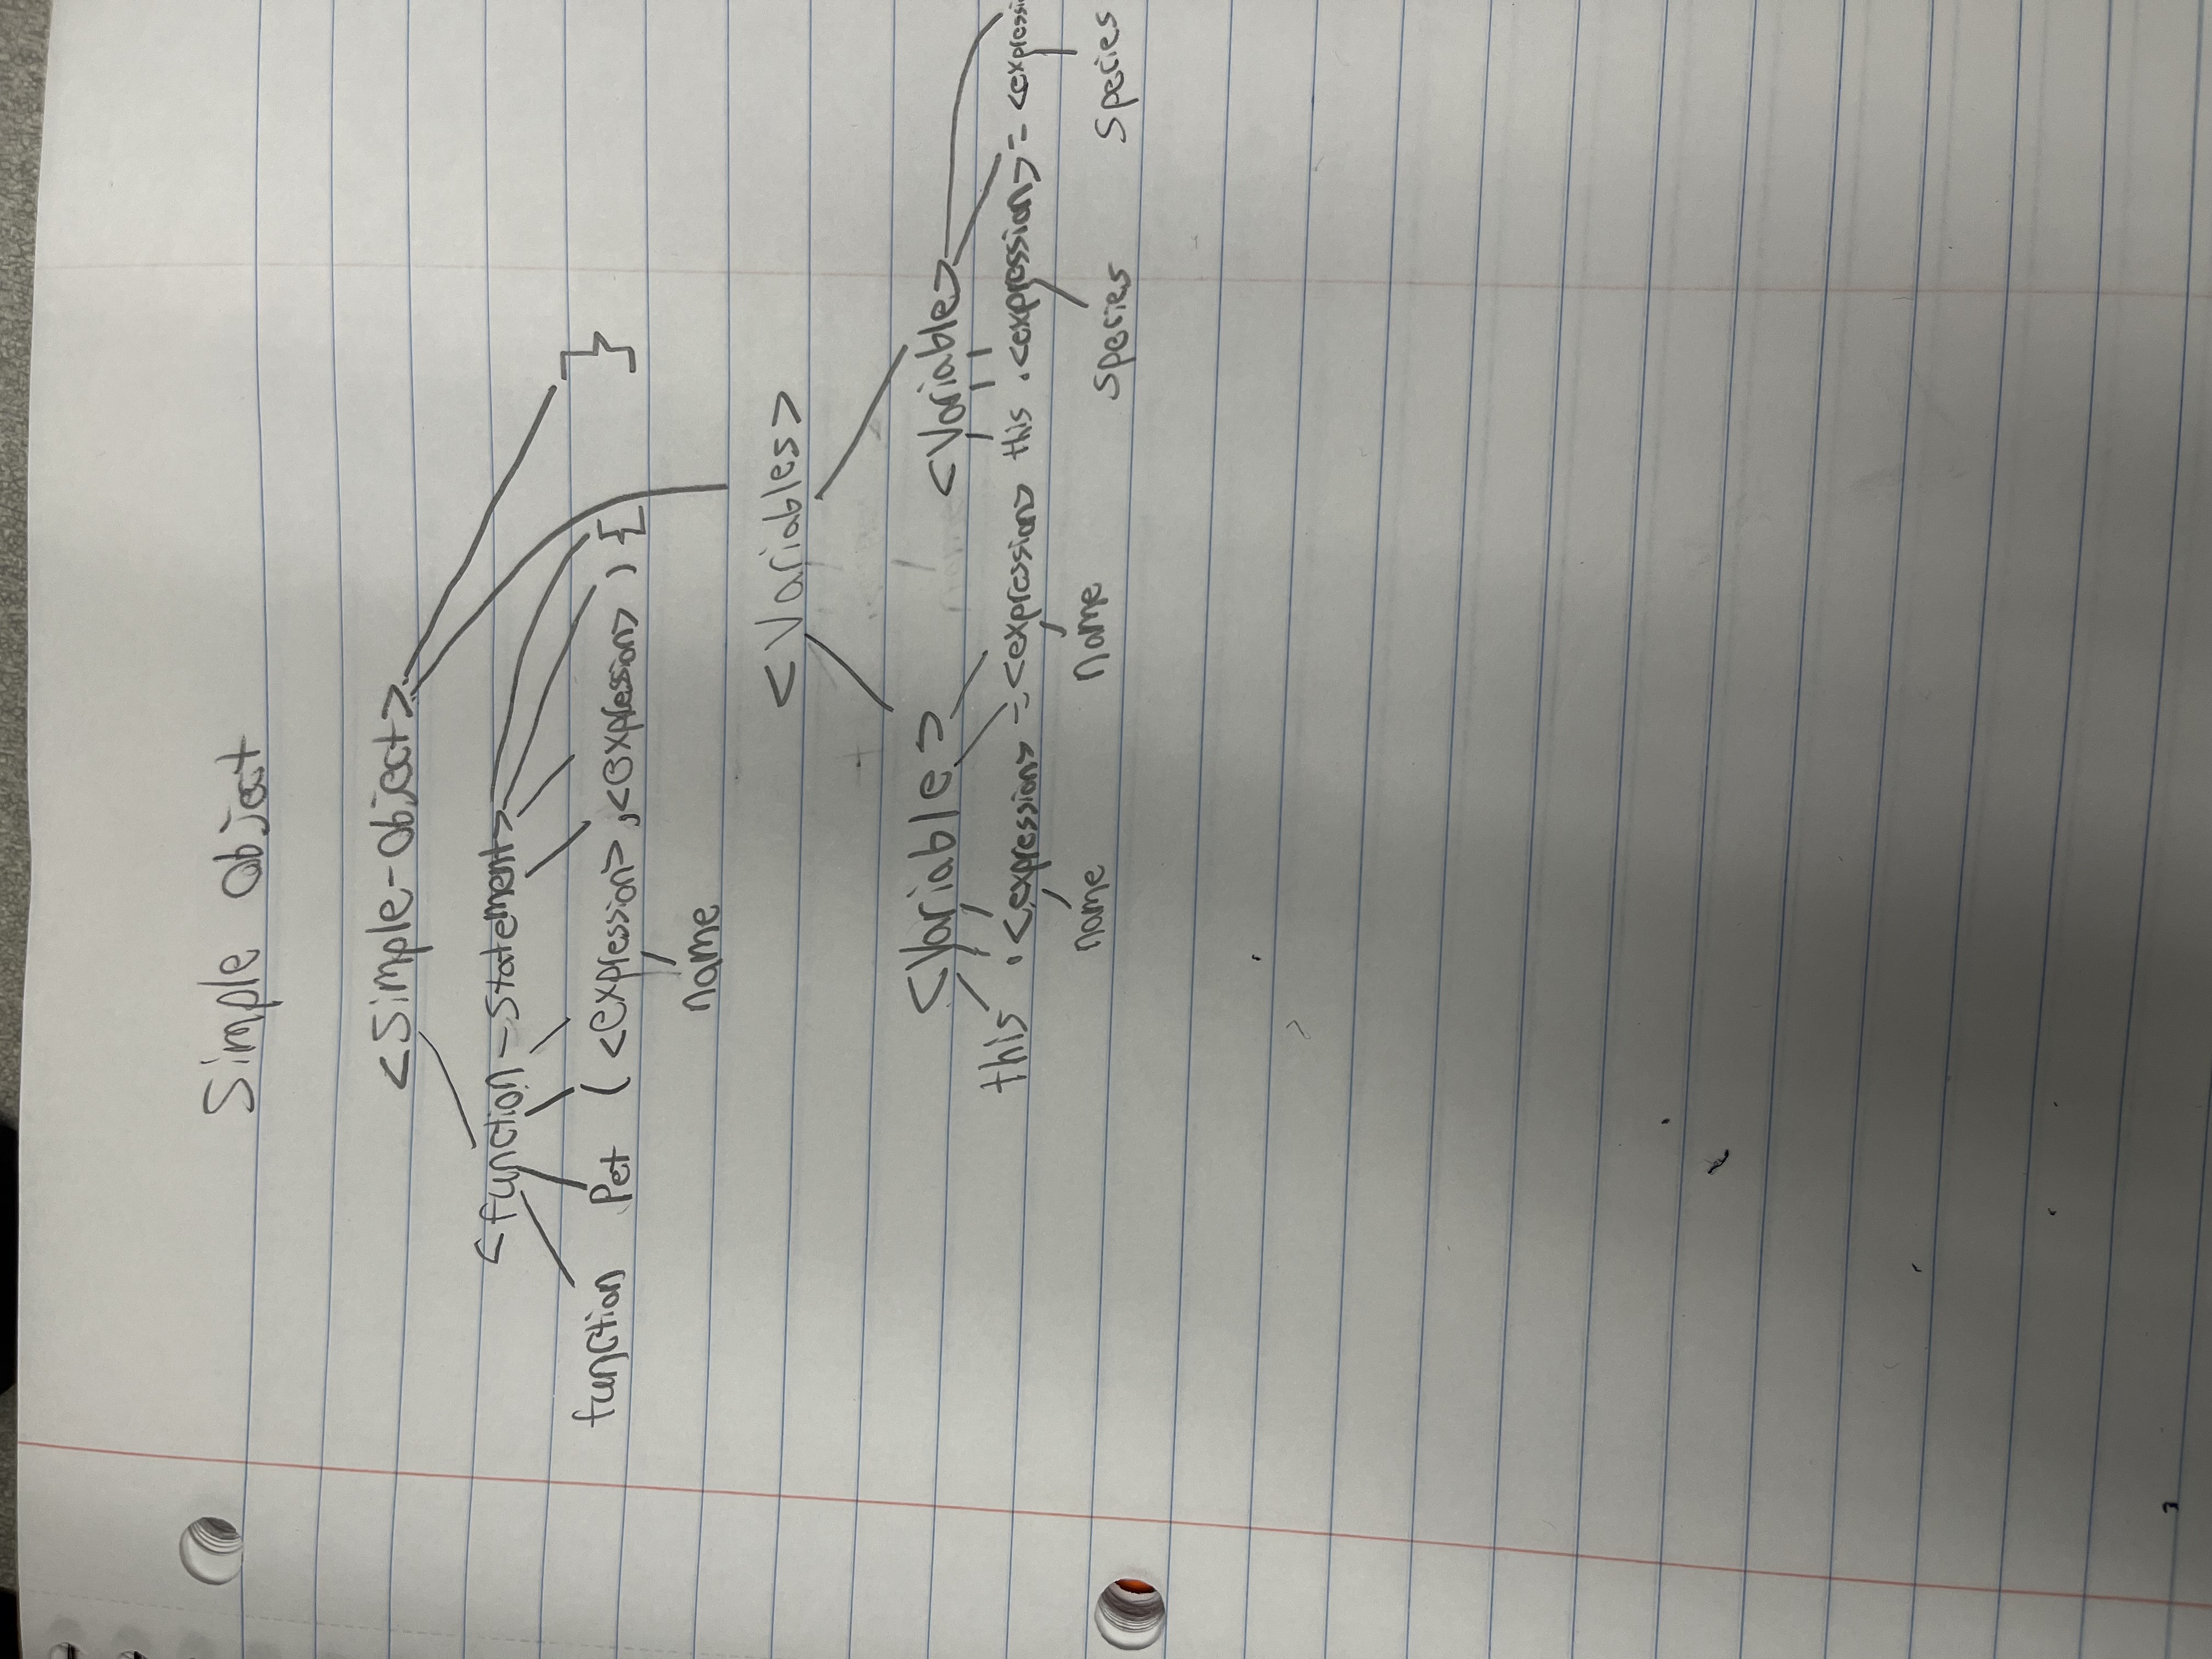 Simple Object
<Simple-Object>
<function-Statement>
function Pet ( <expression> , <expression> ) { }
name
<Variables>
<Variable> <Variable>
this . <expression> = <expression> this . <expression> = <expressi
name name species species